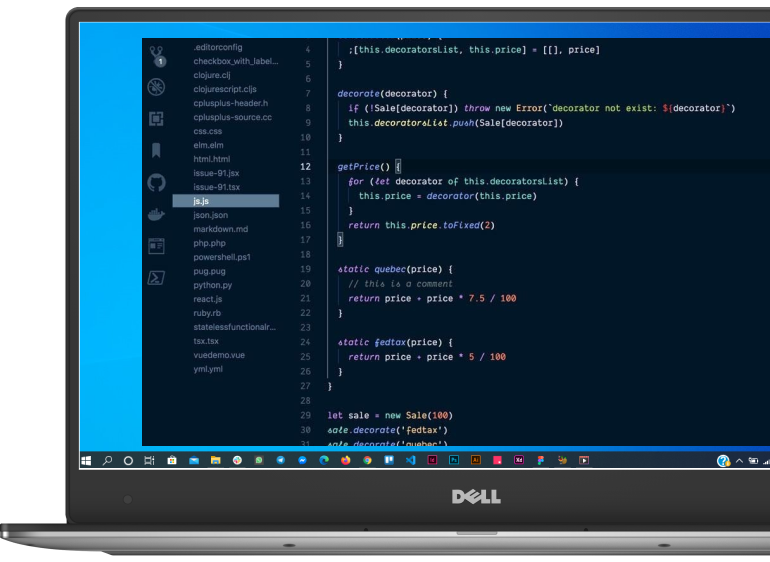 .editorconfig
checkbox_with_label...
clojure.clj
clojurescript.cljs
cplusplus-header.h
cplusplus-source.cc
css.css
elm.elm
html.html
issue-91.jsx
issue-91.tsx
js.js
json.json
markdown.md
php.php
powershell.ps1
pug.pug
python.py
react.js
ruby.rb
statelessfunctionalr...
tsx.tsx
vuedemo.vue
yml.yml
1
4 ;[this.decoratorsList, this.price] = [[], price]
5 }
6
7 decorate(decorator) {
8 if (!Sale[decorator]) throw new Error(`decorator not exist: ${decorator}`)
9 this.decoratorsList.push(Sale[decorator])
10 }
11
12 getPrice() {
13 for (let decorator of this.decoratorsList) {
14 this.price = decorator(this.price)
15 }
16 return this.price.toFixed(2)
17 }
18
19 static quebec(price) {
20 // this is a comment
21 return price + price * 7.5 / 100
22 }
23
24 static fedtax(price) {
25 return price + price * 5 / 100
26 }
27 }
28
29 let sale = new Sale(100)
30 sale.decorate('fedtax')
31 sale.decorate('quebec')
Ps
Ai
Xd
DELL